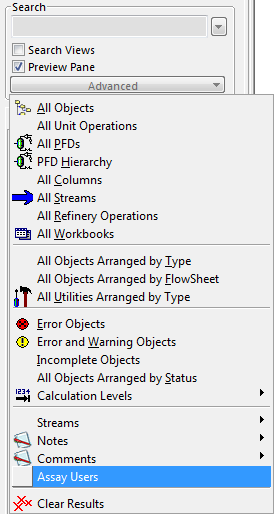 Search
Search Views
Preview Pane
Advanced
All Objects
All Unit Operations
All PFDs
PFD Hierarchy
All Columns
All Streams
All Refinery Operations
All Workbooks
All Objects Arranged by Type
All Objects Arranged by FlowSheet
All Utilities Arranged by Type
Error Objects
Error and Warning Objects
Incomplete Objects
All Objects Arranged by Status
1234
Calculation Levels
Streams
Notes
Comments
Assay Users
Clear Results